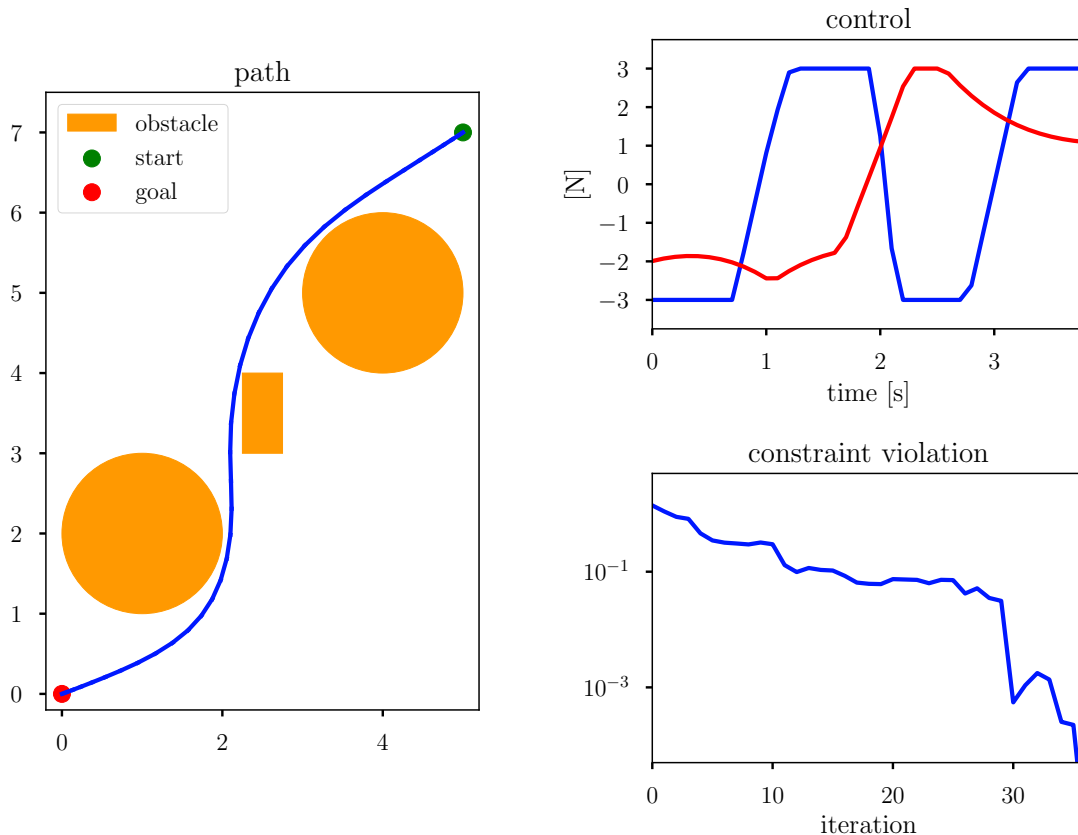 path
obstacle
start
goal
7
6
5
4
3
2
1
0
0 2 4
control
[N]
3
2
1
0
−1
−2
−3
0 1 2 3
time [s]
constraint violation
10⁻¹
10⁻³
0 10 20 30
iteration